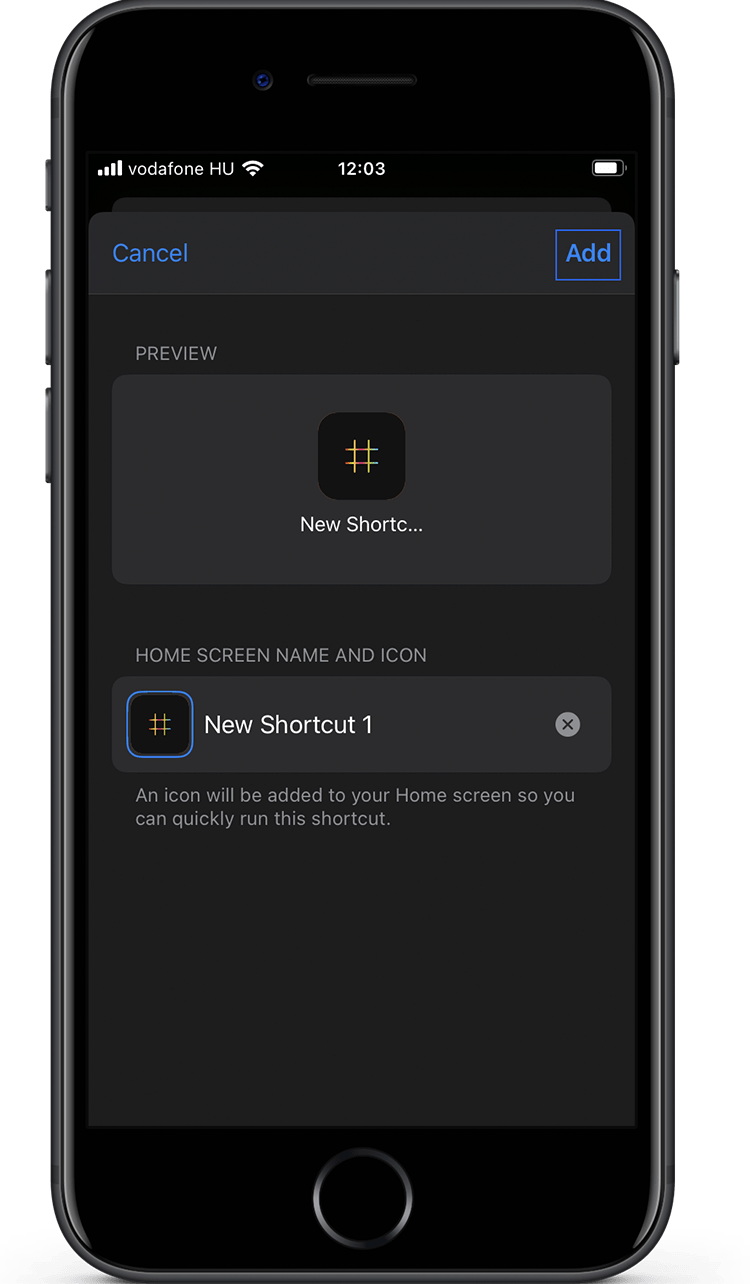 vodafone HU 12:03
Cancel Add
PREVIEW
New Shortc...
HOME SCREEN NAME AND ICON
New Shortcut 1
An icon will be added to your Home screen so you
can quickly run this shortcut.